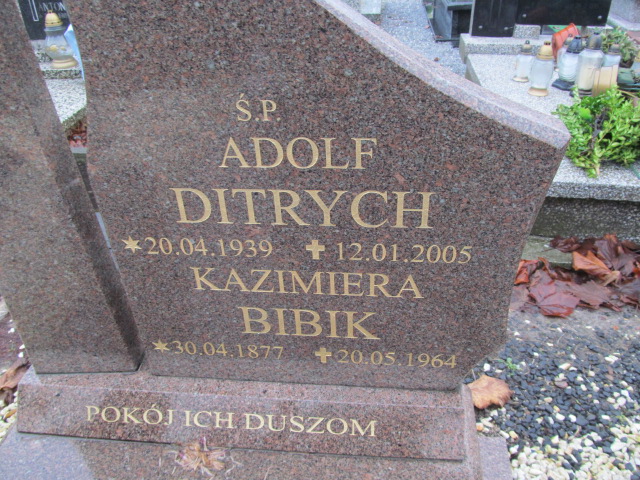 ANTONI
Ś.P.
ADOLF
DITRYCH
*20.04.1939 ✝12.01.2005
KAZIMIERA
BIBIK
*30.04.1877 ✝20.05.1964
POKÓJ ICH DUSZOM